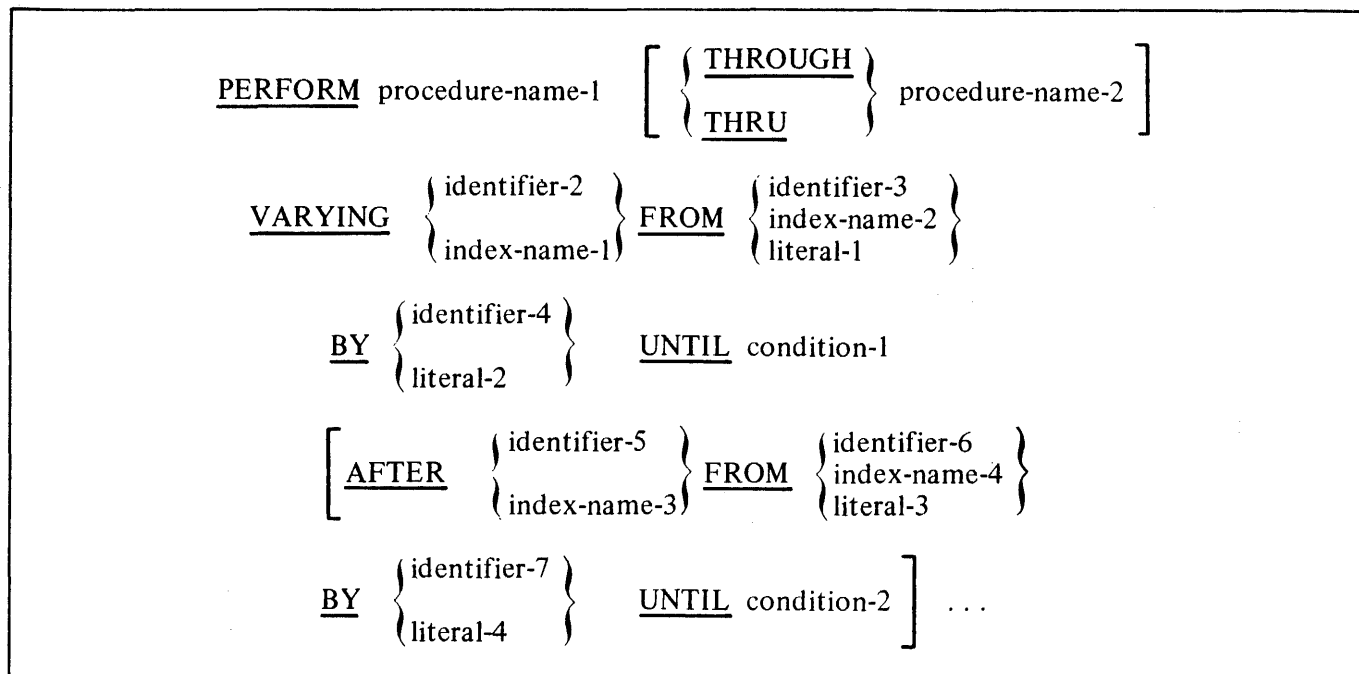 PERFORM procedure-name-1 [ { THROUGH
THRU } procedure-name-2 ]
VARYING { identifier-2
index-name-1 } FROM { identifier-3
index-name-2
literal-1 }
BY { identifier-4
literal-2 } UNTIL condition-1
[ AFTER { identifier-5
index-name-3 } FROM { identifier-6
index-name-4
literal-3 }
BY { identifier-7
literal-4 } UNTIL condition-2 ] ...